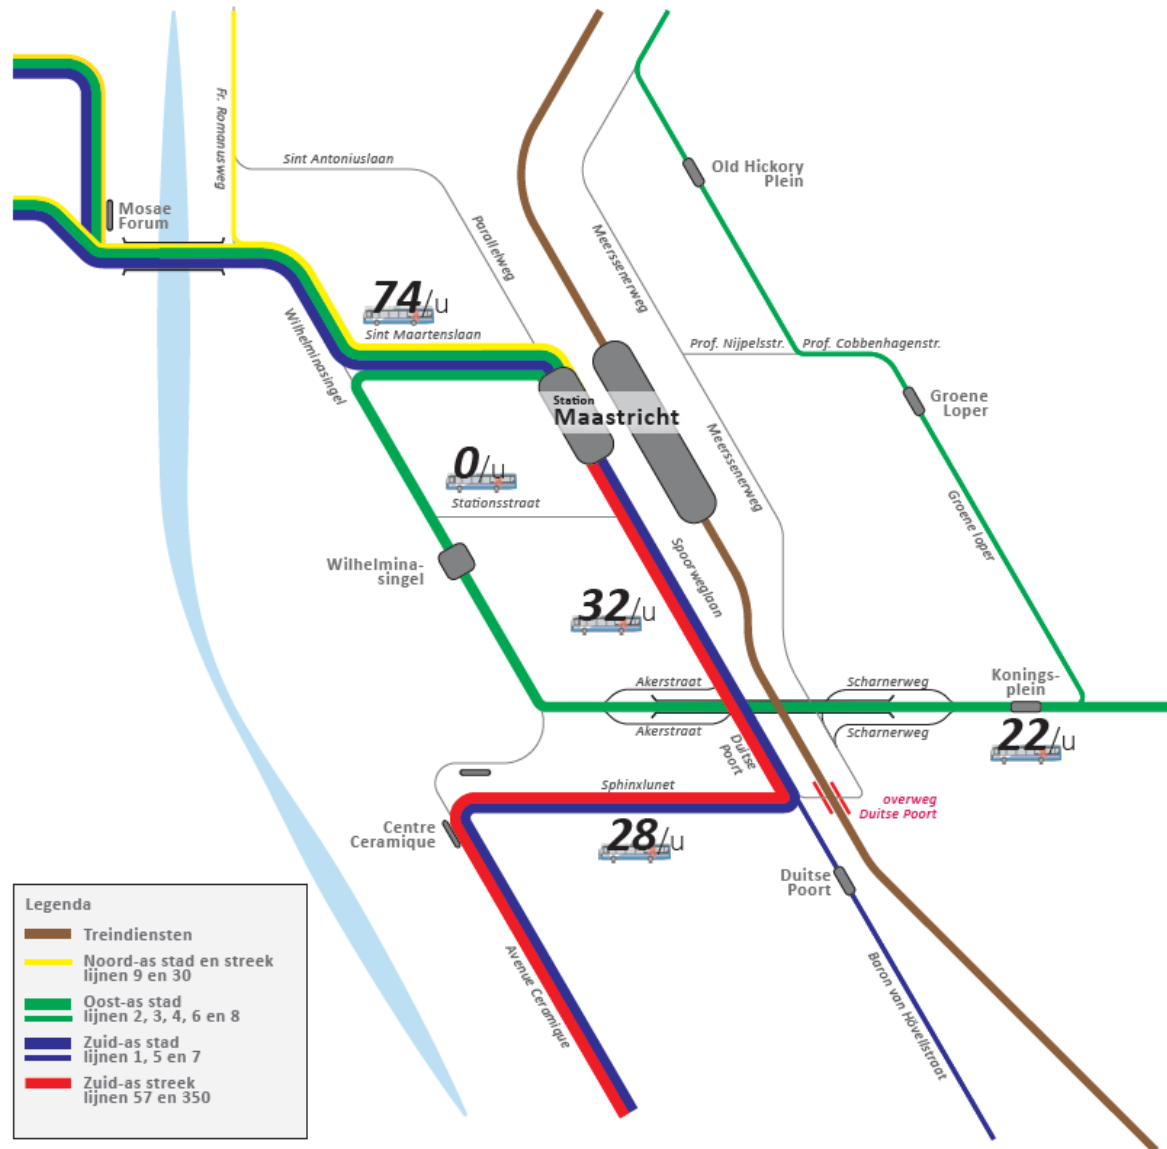 Fr. Romanusweg
Sint Antoniuslaan
Old Hickory
Plein
Mosae
Forum
Parallelweg
Meerssenerweg
74/u
Sint Maartenslaan
Wilhelminasingel
Prof. Nijpelsstr.
Prof. Cobbenhagenstr.
Station
Maastricht
Groene
Loper
Meerssenerweg
0/u
Stationsstraat
Groene loper
Wilhelmina-
singel
Spoorweglaan
32/u
Akerstraat
Scharnerweg
Konings-
plein
Akerstraat
Scharnerweg
22/u
Duitse
Poort
Sphinxlunet
overweg
Duitse Poort
Centre
Ceramique
28/u
Duitse
Poort
Avenue Ceramique
Baron van Hövellstraat
Legenda
Treindiensten
Noord-as stad en streek
lijnen 9 en 30
Oost-as stad
lijnen 2, 3, 4, 6 en 8
Zuid-as stad
lijnen 1, 5 en 7
Zuid-as streek
lijnen 57 en 350